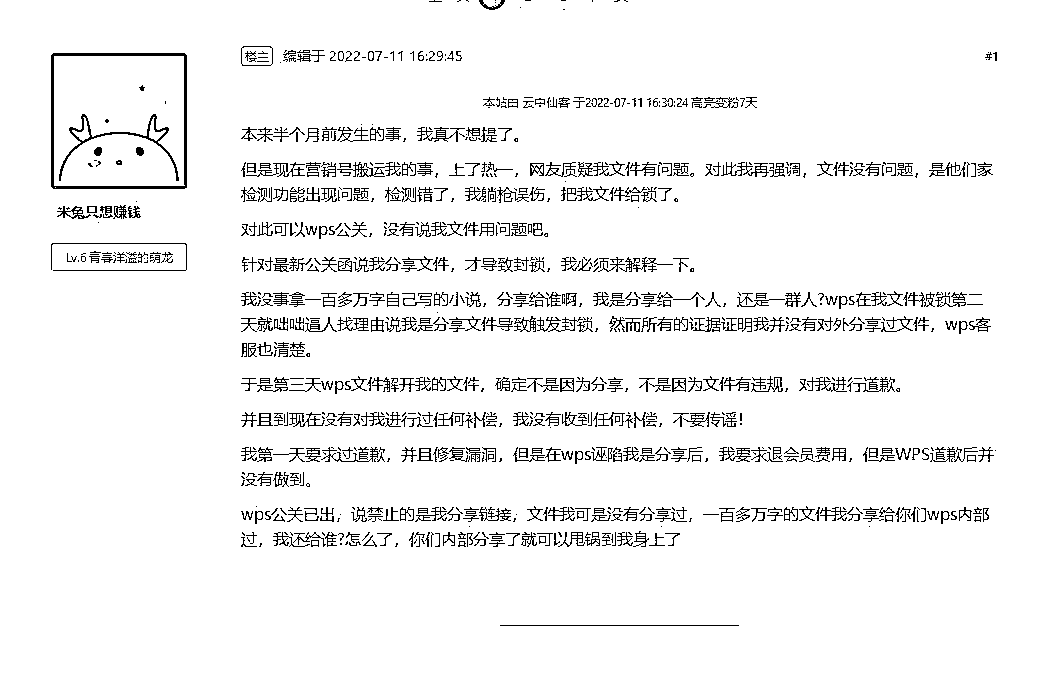 楼主 编辑于 2022-07-11 16:29:45
#1
本站由 云中仙客 于2022-07-11 16:30:24 高亮变粉7天
米兔只想赚钱
Lv.6 青春洋溢的萌龙
本来半个月前发生的事，我真不想提了。
但是现在营销号搬运我的事，上了热一，网友质疑我文件有问题。对此我再强调，文件没有问题，是他们家
检测功能出现问题，检测错了，我躺枪误伤，把我文件给锁了。
对此可以wps公关，没有说我文件用问题吧。
针对最新公关函说我分享文件，才导致封锁，我必须来解释一下。
我没事拿一百多万字自己写的小说，分享给谁啊，我是分享给一个人，还是一群人?wps在我文件被锁第二
天就咄咄逼人找理由说我是分享文件导致触发封锁，然而所有的证据证明我并没有对外分享过文件，wps客
服也清楚。
于是第三天wps文件解开我的文件，确定不是因为分享，不是因为文件有违规，对我进行道歉。
并且到现在没有对我进行过任何补偿，我没有收到任何补偿，不要传谣！
我第一天要求过道歉，并且修复漏洞，但是在wps诬陷我是分享后，我要求退会员费用，但是WPS道歉后并
没有做到。
wps公关已出，说禁止的是我分享链接，文件我可是没有分享过，一百多万字的文件我分享给你们wps内部
过，我还给谁?怎么了，你们内部分享了就可以甩锅到我身上了